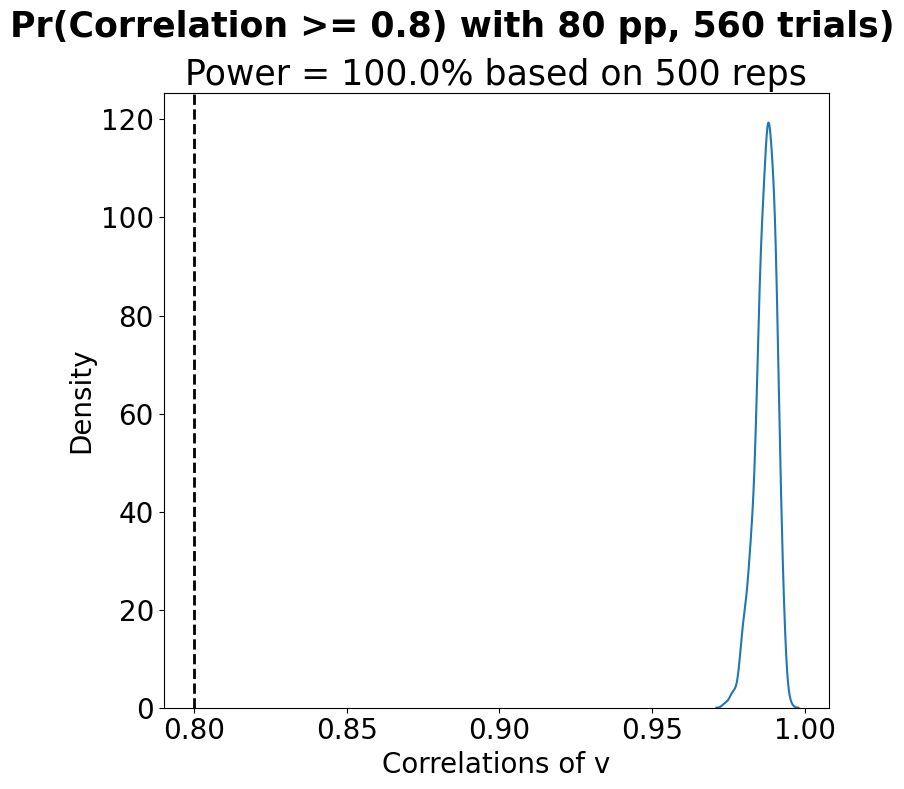 Pr(Correlation >= 0.8) with 80 pp, 560 trials)
Power = 100.0% based on 500 reps
120
100
80
60
40
20
0
Density
0.80 0.85 0.90 0.95 1.00
Correlations of v